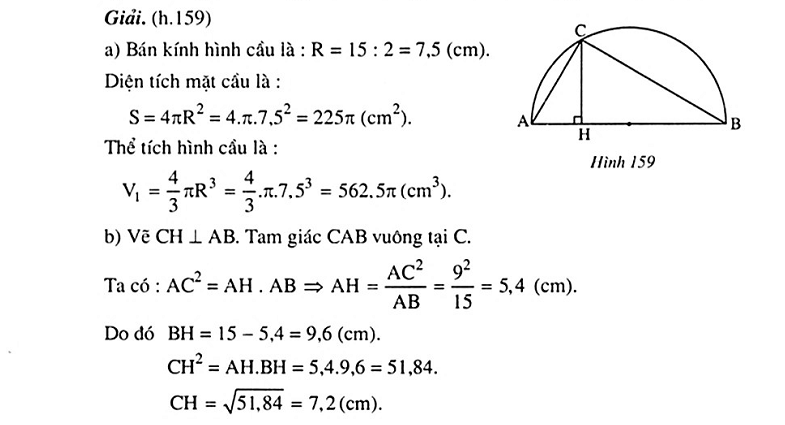 Giải. (h.159)
a) Bán kính hình cầu là : R = 15 : 2 = 7,5 (cm).
Diện tích mặt cầu là :
S = 4πR² = 4.π.7,5² = 225π (cm²).
Thể tích hình cầu là :
V₁ = 4/3 πR³ = 4/3 .π.7,5³ = 562,5π (cm³).
C
A
H
B
Hình 159
b) Vẽ CH ⊥ AB. Tam giác CAB vuông tại C.
Ta có : AC² = AH . AB ⇒ AH = AC²/AB = 9²/15 = 5,4 (cm).
Do đó BH = 15 – 5,4 = 9,6 (cm).
CH² = AH.BH = 5,4.9,6 = 51,84.
CH = √51,84 = 7,2(cm).